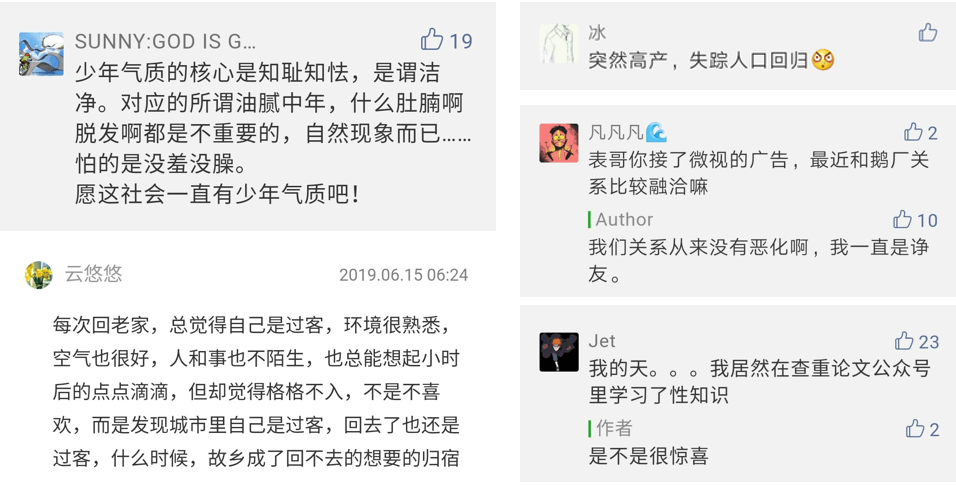 SUNNY:GOD IS G...
19
少年气质的核心是知耻知怯，是谓洁
净。对应的所谓油腻中年，什么肚腩啊
脱发啊都是不重要的，自然现象而已……
怕的是没羞没臊。
愿这社会一直有少年气质吧！
云悠悠
2019.06.15 06:24
每次回老家，总觉得自己是过客，环境很熟悉，
空气也很好，人和事也不陌生，也总能想起小时
后的点点滴滴，但却觉得格格不入，不是不喜
欢，而是发现城市里自己是过客，回去了也还是
过客，什么时候，故乡成了回不去的想要的归宿
冰
突然高产，失踪人口回归
凡凡凡🌊
2
表哥你接了微视的广告，最近和鹅厂关
系比较融洽嘛
Author
10
我们关系从来没有恶化啊，我一直是诤
友。
Jet
23
我的天。。。我居然在查重论文公众号
里学习了性知识
作者
2
是不是很惊喜